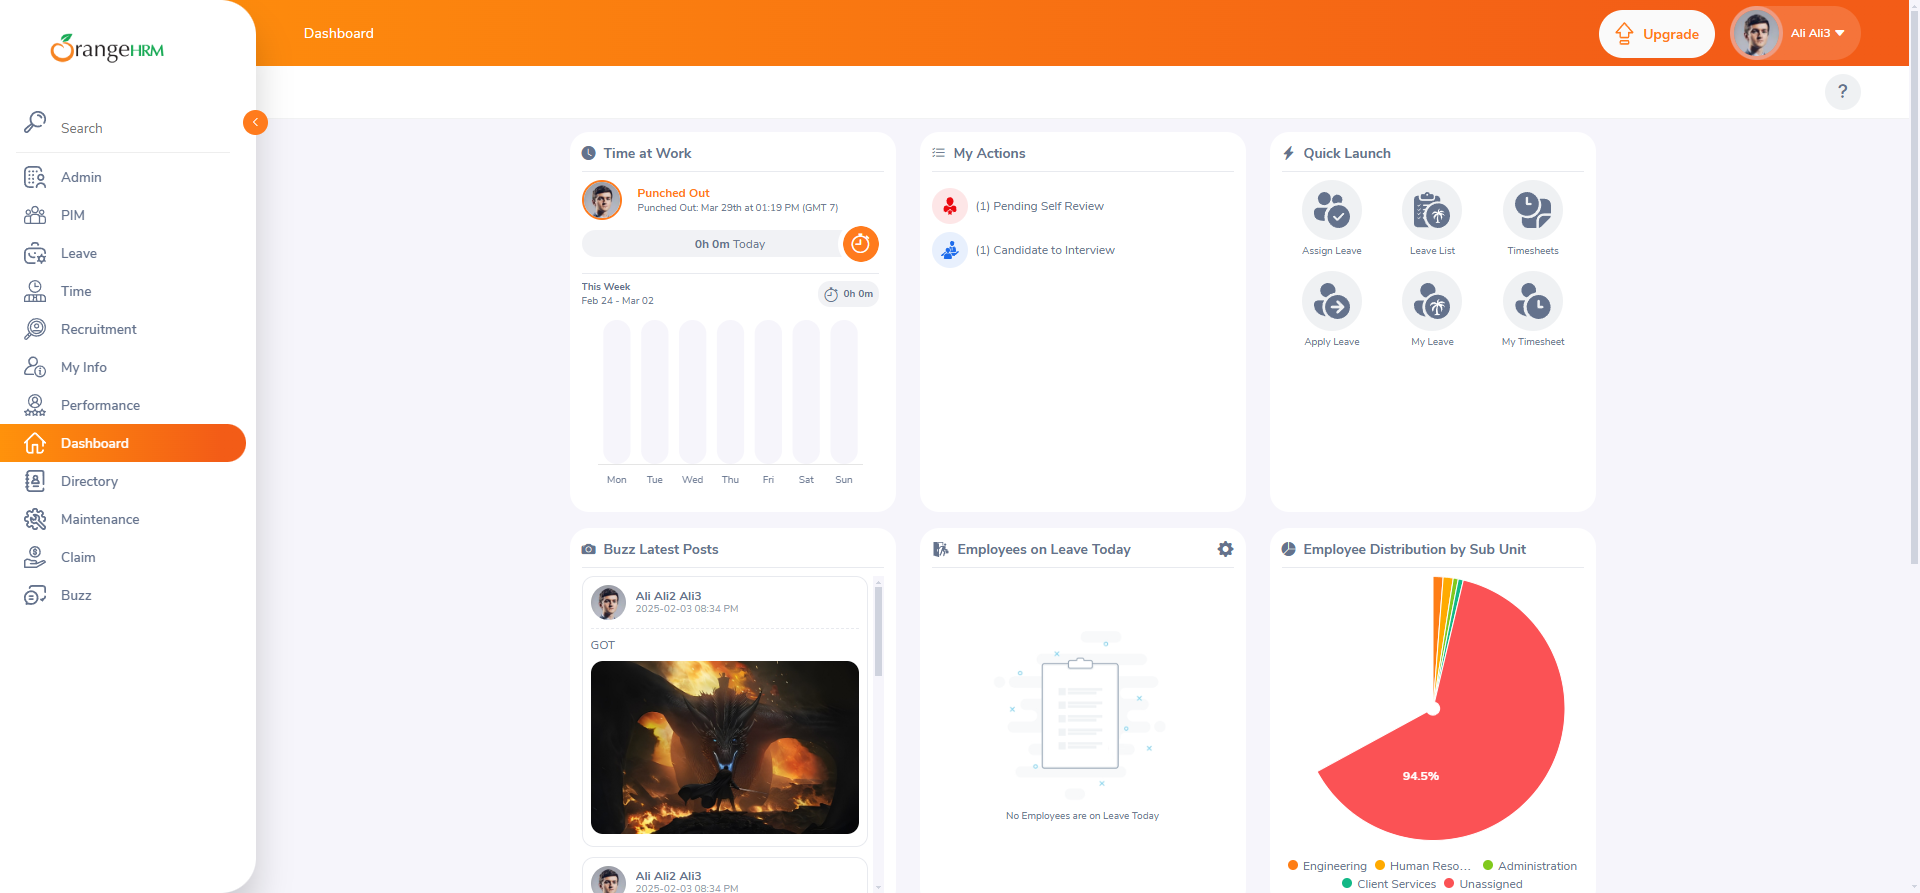 OrangeHRM
Dashboard
Upgrade
Ali Ali3
?
Search
Admin
PIM
Leave
Time
Recruitment
My Info
Performance
Dashboard
Directory
Maintenance
Claim
Buzz
Time at Work
Punched Out
Punched Out: Mar 29th at 01:19 PM (GMT 7)
0h 0m Today
This Week
Feb 24 - Mar 02
0h 0m
Mon Tue Wed Thu Fri Sat Sun
My Actions
(1) Pending Self Review
(1) Candidate to Interview
Quick Launch
Assign Leave Leave List Timesheets
Apply Leave My Leave My Timesheet
Buzz Latest Posts
Ali Ali2 Ali3
2025-02-03 08:34 PM
GOT
Ali Ali2 Ali3
2025-02-03 08:34 PM
Employees on Leave Today
No Employees are on Leave Today
Employee Distribution by Sub Unit
94.5%
Engineering Human Reso... Administration
Client Services Unassigned